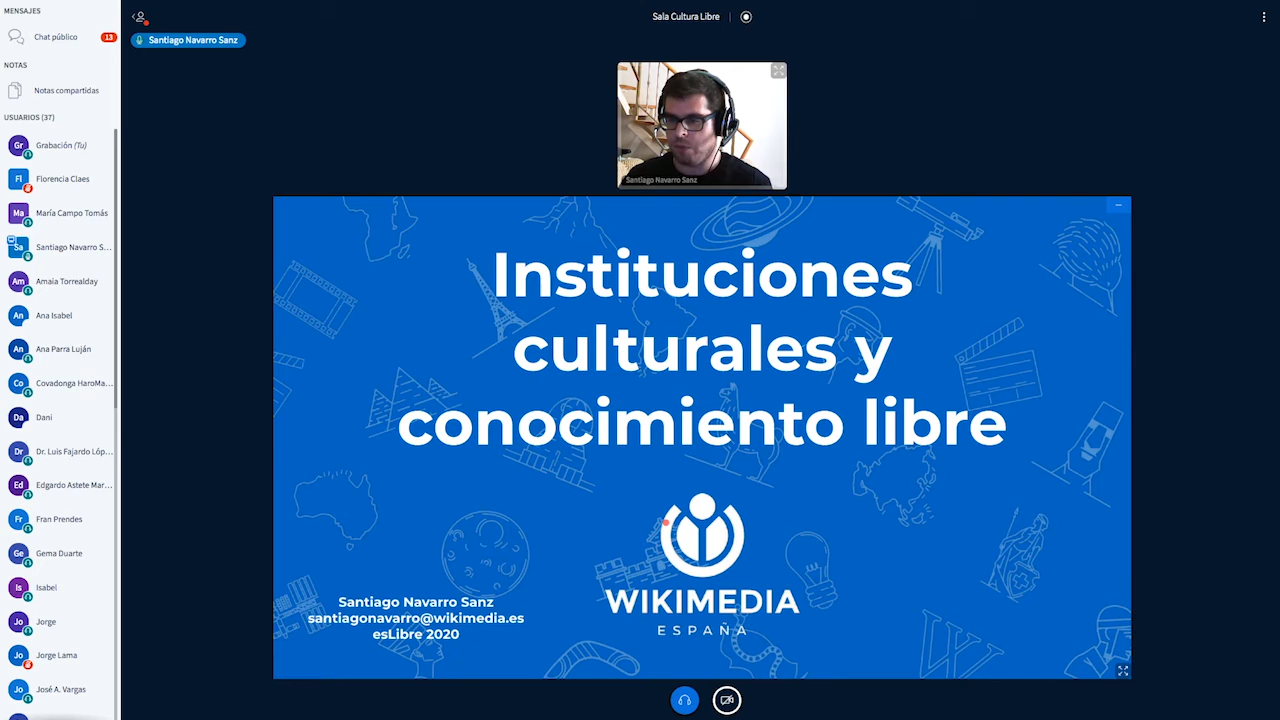 MENSAJES
Chat público
13
NOTAS
Notas compartidas
USUARIOS (37)
Gr Grabación (Tu)
Fl Florencia Claes
Ma María Campo Tomás
Sa Santiago Navarro S...
Am Amaia Torrealday
An Ana Isabel
An Ana Parra Luján
Co Covadonga HaroMa...
Da Dani
Dr Dr. Luis Fajardo Lóp...
Ed Edgardo Astete Mar...
Fr Fran Prendes
Ge Gema Duarte
Is Isabel
Jo Jorge
Jo Jorge Lama
Jo José A. Vargas
Sala Cultura Libre
Santiago Navarro Sanz
Santiago Navarro Sanz
Instituciones
culturales y
conocimiento libre
WIKIMEDIA
ESPAÑA
Santiago Navarro Sanz
santiagonavarro@wikimedia.es
esLibre 2020